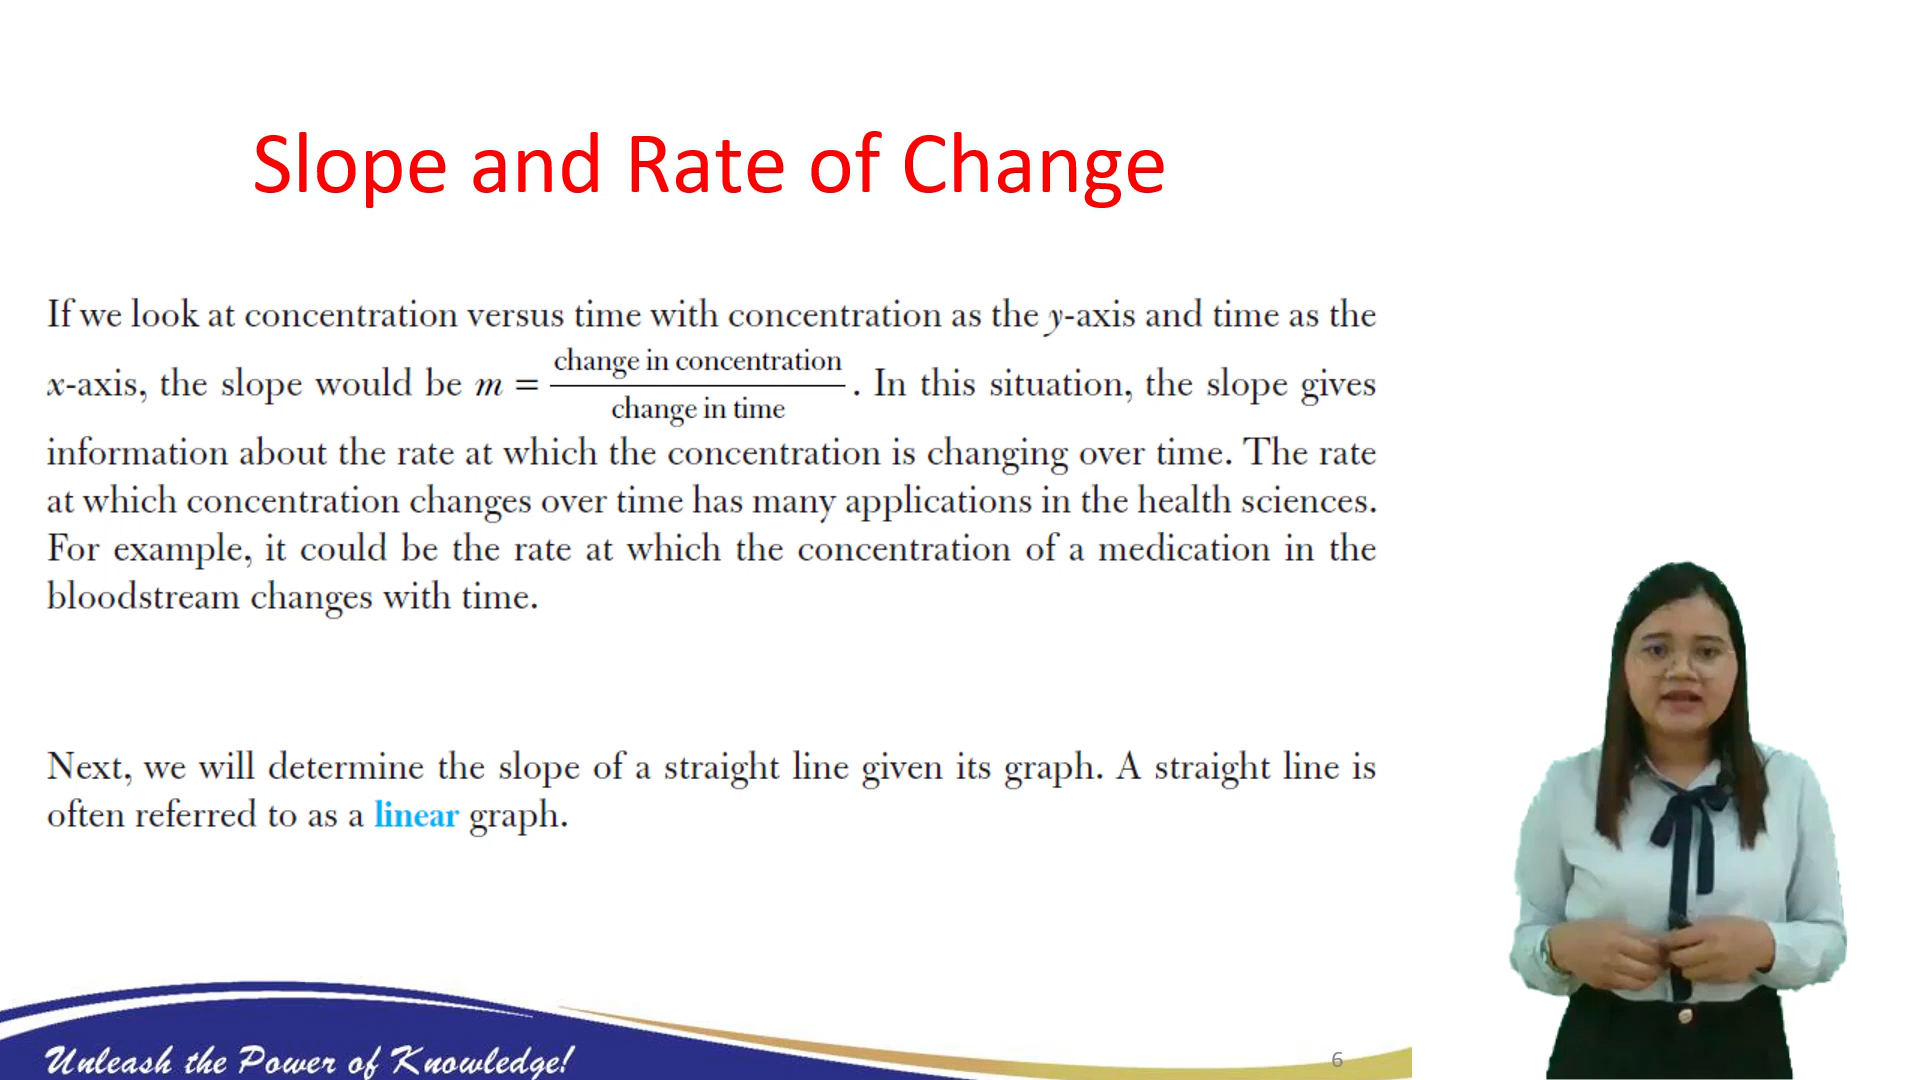 Slope and Rate of Change
If we look at concentration versus time with concentration as the y-axis and time as the
x-axis, the slope would be m = change in concentration / change in time . In this situation, the slope gives
information about the rate at which the concentration is changing over time. The rate
at which concentration changes over time has many applications in the health sciences.
For example, it could be the rate at which the concentration of a medication in the
bloodstream changes with time.
Next, we will determine the slope of a straight line given its graph. A straight line is
often referred to as a linear graph.
Unleash the Power of Knowledge!
6